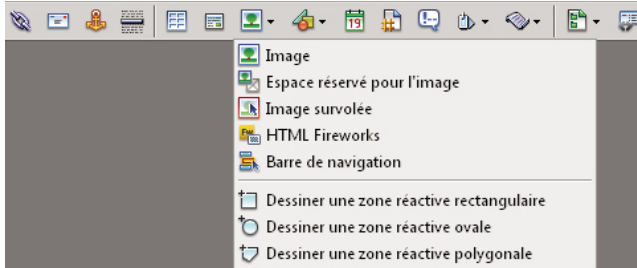 19
Image
Espace réservé pour l'image
Image survolée
HTML Fireworks
Barre de navigation
Dessiner une zone réactive rectangulaire
Dessiner une zone réactive ovale
Dessiner une zone réactive polygonale